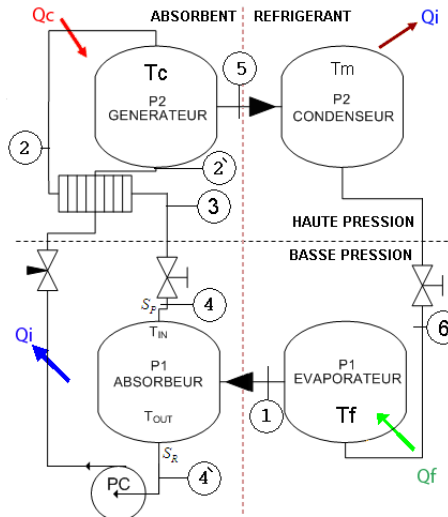 ABSORBENT
REFRIGERANT
Qc
Qi
Tc
P2
GENERATEUR
5
Tm
P2
CONDENSEUR
2
2`
3
HAUTE PRESSION
BASSE PRESSION
S_P
4
6
Qi
T_IN
P1
ABSORBEUR
T_OUT
P1
EVAPORATEUR
Tf
1
S_R
4`
PC
Qf